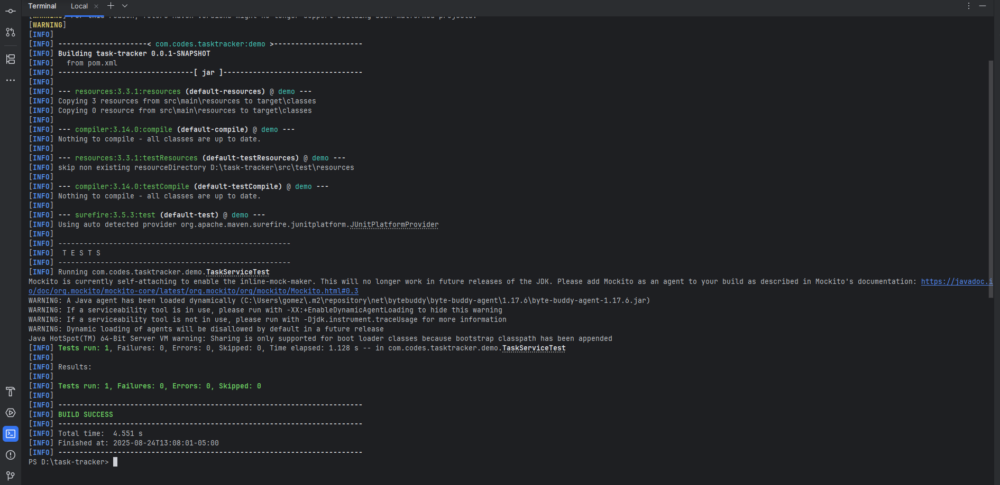 Terminal Local
[WARNING] For this reason, future Maven versions might no longer support building such malformed projects.
[WARNING]
[INFO]
[INFO] ---------------------< com.codes.tasktracker:demo >---------------------
[INFO] Building task-tracker 0.0.1-SNAPSHOT
[INFO]   from pom.xml
[INFO] --------------------------------[ jar ]---------------------------------
[INFO]
[INFO] --- resources:3.3.1:resources (default-resources) @ demo ---
[INFO] Copying 3 resources from src\main\resources to target\classes
[INFO] Copying 0 resource from src\main\resources to target\classes
[INFO]
[INFO] --- compiler:3.14.0:compile (default-compile) @ demo ---
[INFO] Nothing to compile - all classes are up to date.
[INFO]
[INFO] --- resources:3.3.1:testResources (default-testResources) @ demo ---
[INFO] skip non existing resourceDirectory D:\task-tracker\src\test\resources
[INFO]
[INFO] --- compiler:3.14.0:testCompile (default-testCompile) @ demo ---
[INFO] Nothing to compile - all classes are up to date.
[INFO]
[INFO] --- surefire:3.5.3:test (default-test) @ demo ---
[INFO] Using auto detected provider org.apache.maven.surefire.junitplatform.JUnitPlatformProvider
[INFO]
[INFO] -------------------------------------------------------
[INFO]  T E S T S
[INFO] -------------------------------------------------------
[INFO] Running com.codes.tasktracker.demo.TaskServiceTest
Mockito is currently self-attaching to enable the inline-mock-maker. This will no longer work in future releases of the JDK. Please add Mockito as an agent to your build as described in Mockito's documentation: https://javadoc.i
o/doc/org.mockito/mockito-core/latest/org.mockito/org/mockito/Mockito.html#0.3
WARNING: A Java agent has been loaded dynamically (C:\Users\gomez\.m2\repository\net\bytebuddy\byte-buddy-agent\1.17.6\byte-buddy-agent-1.17.6.jar)
WARNING: If a serviceability tool is in use, please run with -XX:+EnableDynamicAgentLoading to hide this warning
WARNING: If a serviceability tool is not in use, please run with -Djdk.instrument.traceUsage for more information
WARNING: Dynamic loading of agents will be disallowed by default in a future release
Java HotSpot(TM) 64-Bit Server VM warning: Sharing is only supported for boot loader classes because bootstrap classpath has been appended
[INFO] Tests run: 1, Failures: 0, Errors: 0, Skipped: 0, Time elapsed: 1.128 s -- in com.codes.tasktracker.demo.TaskServiceTest
[INFO]
[INFO] Results:
[INFO]
[INFO] Tests run: 1, Failures: 0, Errors: 0, Skipped: 0
[INFO]
[INFO] ------------------------------------------------------------------------
[INFO] BUILD SUCCESS
[INFO] ------------------------------------------------------------------------
[INFO] Total time:  4.551 s
[INFO] Finished at: 2025-08-24T13:08:01-05:00
[INFO] ------------------------------------------------------------------------
PS D:\task-tracker>